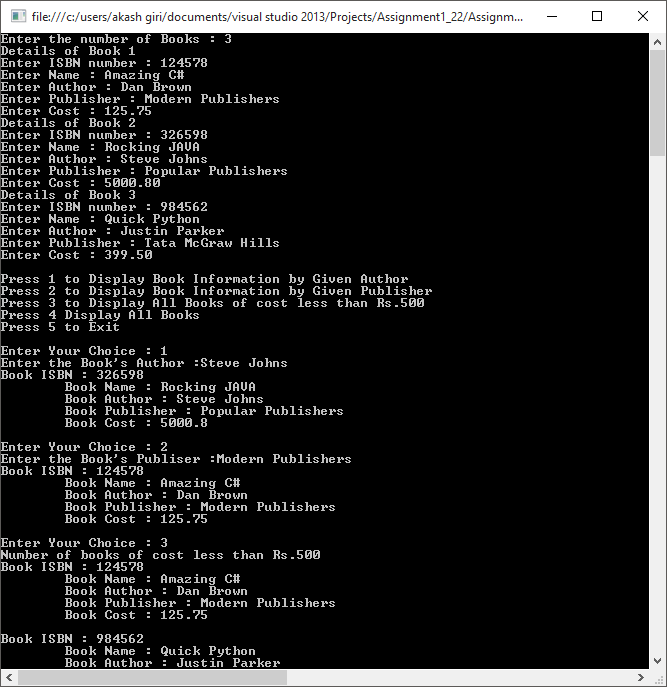 file:///c:/users/akash giri/documents/visual studio 2013/Projects/Assignment1_22/Assignm...
Enter the number of Books : 3
Details of Book 1
Enter ISBN number : 124578
Enter Name : Amazing C#
Enter Author : Dan Brown
Enter Publisher : Modern Publishers
Enter Cost : 125.75
Details of Book 2
Enter ISBN number : 326598
Enter Name : Rocking JAVA
Enter Author : Steve Johns
Enter Publisher : Popular Publishers
Enter Cost : 5000.80
Details of Book 3
Enter ISBN number : 984562
Enter Name : Quick Python
Enter Author : Justin Parker
Enter Publisher : Tata McGraw Hills
Enter Cost : 399.50

Press 1 to Display Book Information by Given Author
Press 2 to Display Book Information by Given Publisher
Press 3 to Display All Books of cost less than Rs.500
Press 4 Display All Books
Press 5 to Exit

Enter Your Choice : 1
Enter the Book's Author :Steve Johns
Book ISBN : 326598
Book Name : Rocking JAVA
Book Author : Steve Johns
Book Publisher : Popular Publishers
Book Cost : 5000.8

Enter Your Choice : 2
Enter the Book's Publiser :Modern Publishers
Book ISBN : 124578
Book Name : Amazing C#
Book Author : Dan Brown
Book Publisher : Modern Publishers
Book Cost : 125.75

Enter Your Choice : 3
Number of books of cost less than Rs.500
Book ISBN : 124578
Book Name : Amazing C#
Book Author : Dan Brown
Book Publisher : Modern Publishers
Book Cost : 125.75

Book ISBN : 984562
Book Name : Quick Python
Book Author : Justin Parker